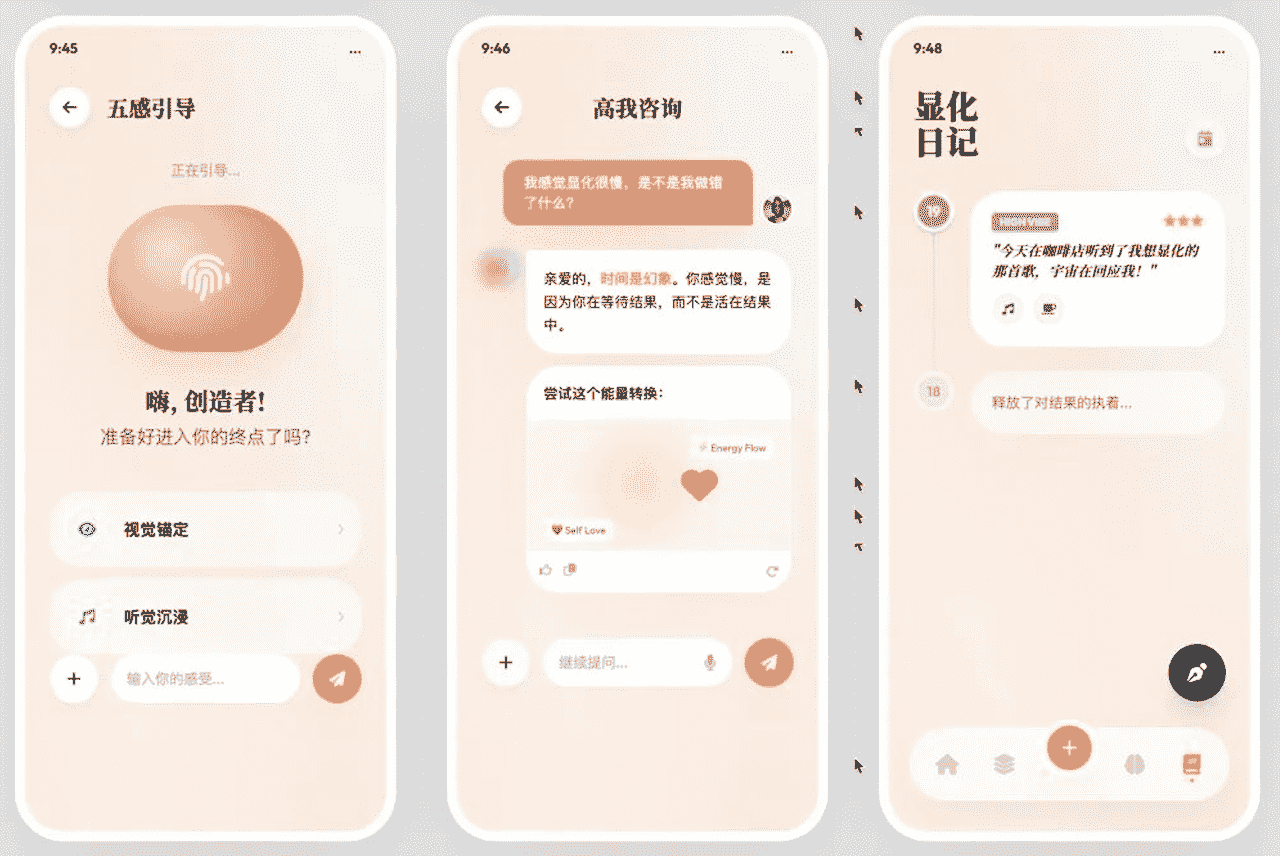 9:45
五感引导
正在引导...
嗨, 创造者!
准备好进入你的终点了吗?
视觉锚定
听觉沉漫
输入你的感受...
9:46
高我咨询
我感觉显化很慢，是不是我做错
了什么?
亲爱的，时间是幻象。你感觉慢，是
因为你在等待结果，而不是活在结果
中。
尝试这个能量转换：
Energy Flow
Self Love
继续提问...
9:48
显化
日记
19
"今天在咖啡店听到了我想显化的
那首歌，宇宙在回应我！"
18
释放了对结果的执着...